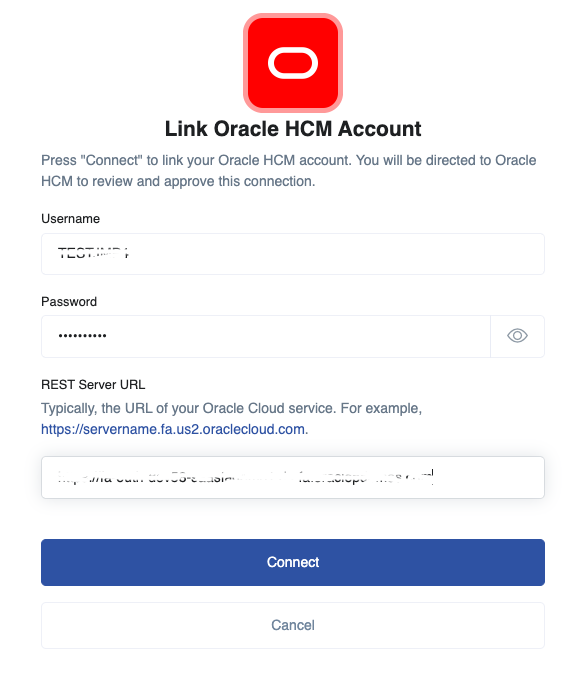 Link Oracle HCM Account
Press "Connect" to link your Oracle HCM account. You will be directed to Oracle
HCM to review and approve this connection.
Username
Password
••••••••••
REST Server URL
Typically, the URL of your Oracle Cloud service. For example,
https://servername.fa.us2.oraclecloud.com.
Connect
Cancel